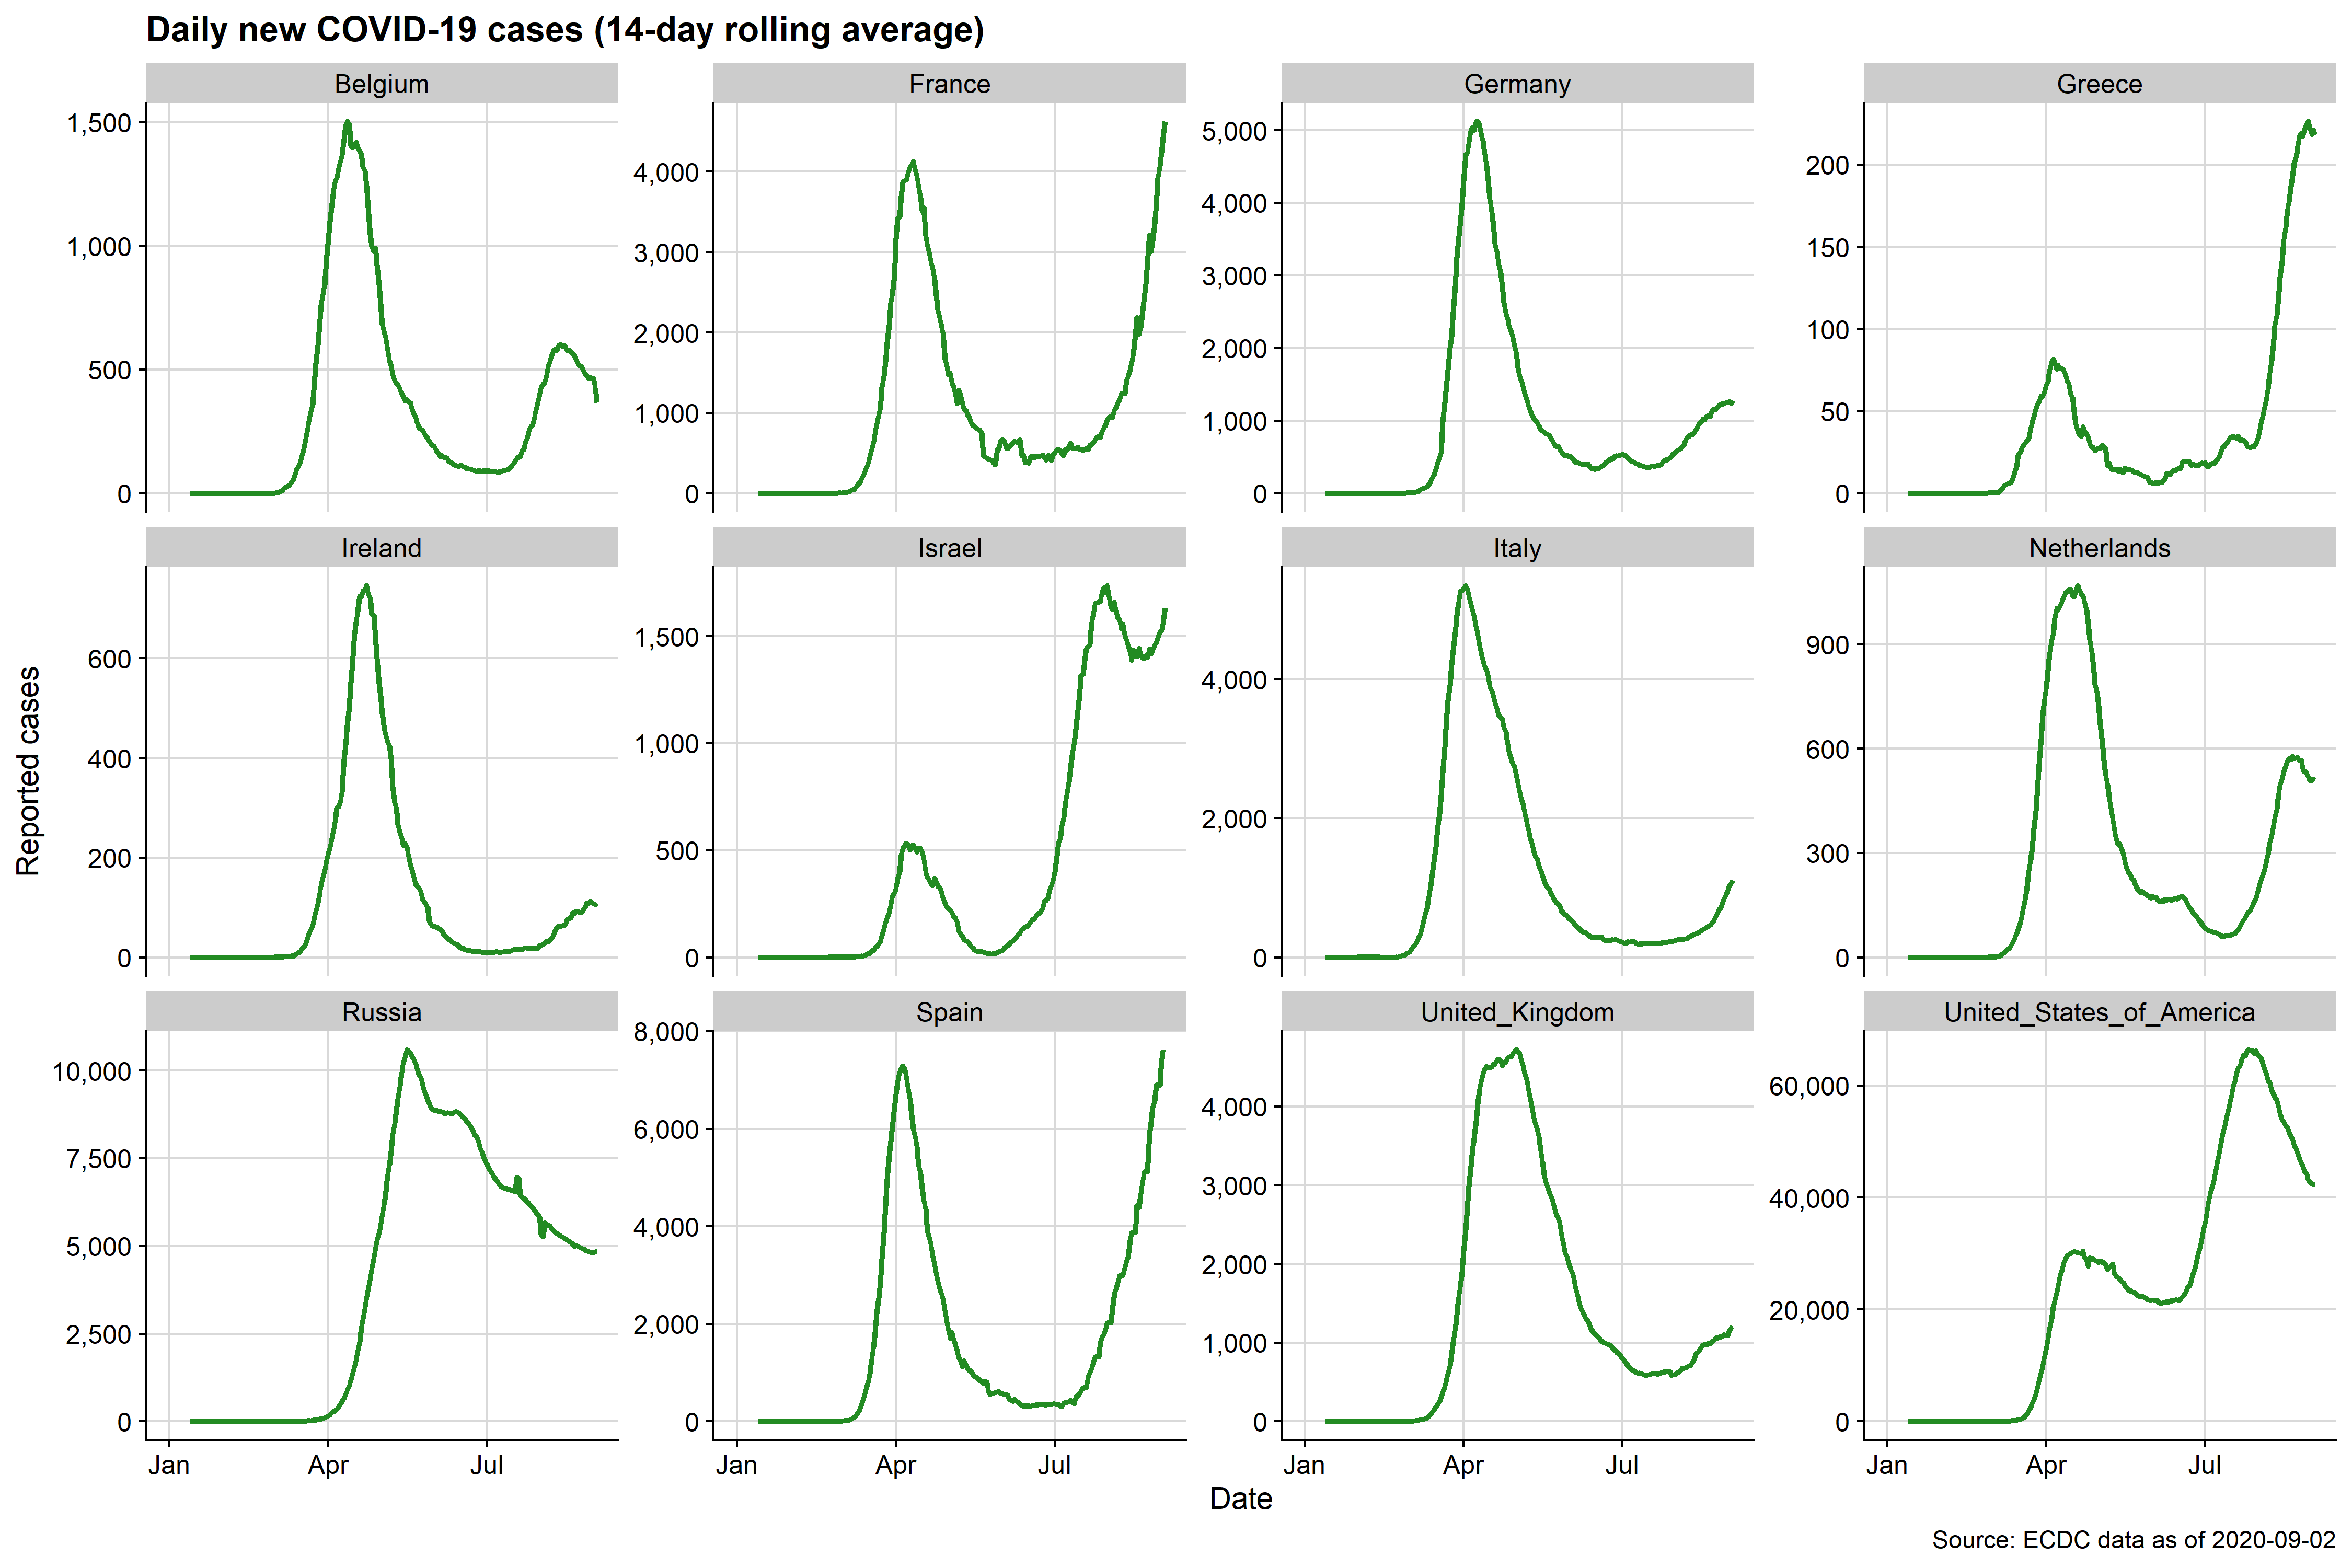 Daily new COVID-19 cases (14-day rolling average)
Belgium
France
Germany
Greece
1,500
1,000
500
0
4,000
3,000
2,000
1,000
0
5,000
4,000
3,000
2,000
1,000
0
200
150
100
50
0
Ireland
Israel
Italy
Netherlands
600
400
200
0
1,500
1,000
500
0
4,000
2,000
0
900
600
300
0
Russia
Spain
United_Kingdom
United_States_of_America
10,000
7,500
5,000
2,500
0
8,000
6,000
4,000
2,000
0
4,000
3,000
2,000
1,000
0
60,000
40,000
20,000
0
Jan Apr Jul
Jan Apr Jul
Jan Apr Jul
Jan Apr Jul
Reported cases
Date
Source: ECDC data as of 2020-09-02